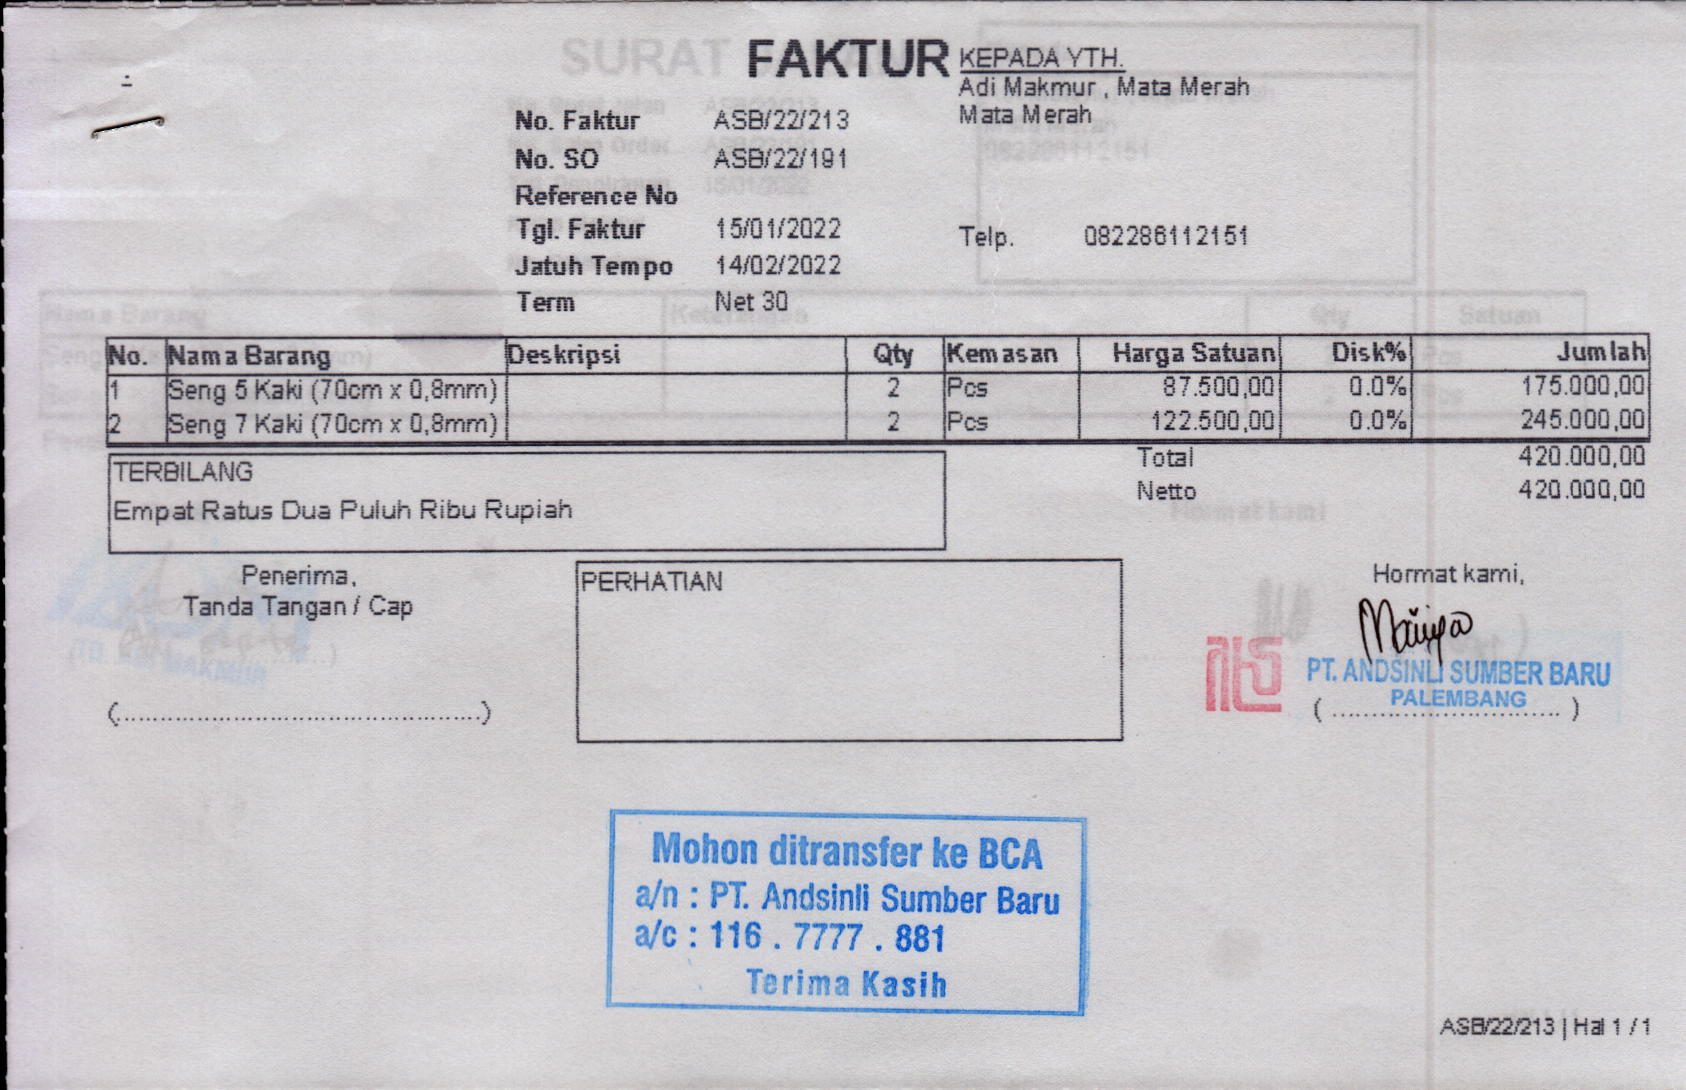 FAKTUR
KEPADA YTH.
Adi Makmur , Mata Merah
Mata Merah
No. Faktur ASB/22/213
No. SO ASB/22/191
Reference No
Tgl. Faktur 15/01/2022
Telp. 082286112151
Jatuh Tempo 14/02/2022
Term Net 30
No. Nama Barang Deskripsi Qty Kemasan Harga Satuan Disk% Jumlah
1 Seng 5 Kaki (70cm x 0,8mm) 2 Pcs 87.500,00 0.0% 175.000,00
2 Seng 7 Kaki (70cm x 0,8mm) 2 Pcs 122.500,00 0.0% 245.000,00
Total 420.000,00
Netto 420.000,00
TERBILANG
Empat Ratus Dua Puluh Ribu Rupiah
Penerima,
Tanda Tangan / Cap
(................................................)
PERHATIAN
Hormat kami,
PT. ANDSINLI SUMBER BARU
PALEMBANG
( .............................. )
Mohon ditransfer ke BCA
a/n : PT. Andsinli Sumber Baru
a/c : 116 . 7777 . 881
Terima Kasih
ASB/22/213 | Hal 1 / 1